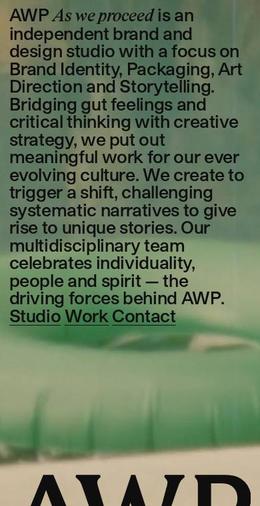 AWP As we proceed is an
independent brand and
design studio with a focus on
Brand Identity, Packaging, Art
Direction and Storytelling.
Bridging gut feelings and
critical thinking with creative
strategy, we put out
meaningful work for our ever
evolving culture. We create to
trigger a shift, challenging
systematic narratives to give
rise to unique stories. Our
multidisciplinary team
celebrates individuality,
people and spirit — the
driving forces behind AWP.
Studio Work Contact
AWP